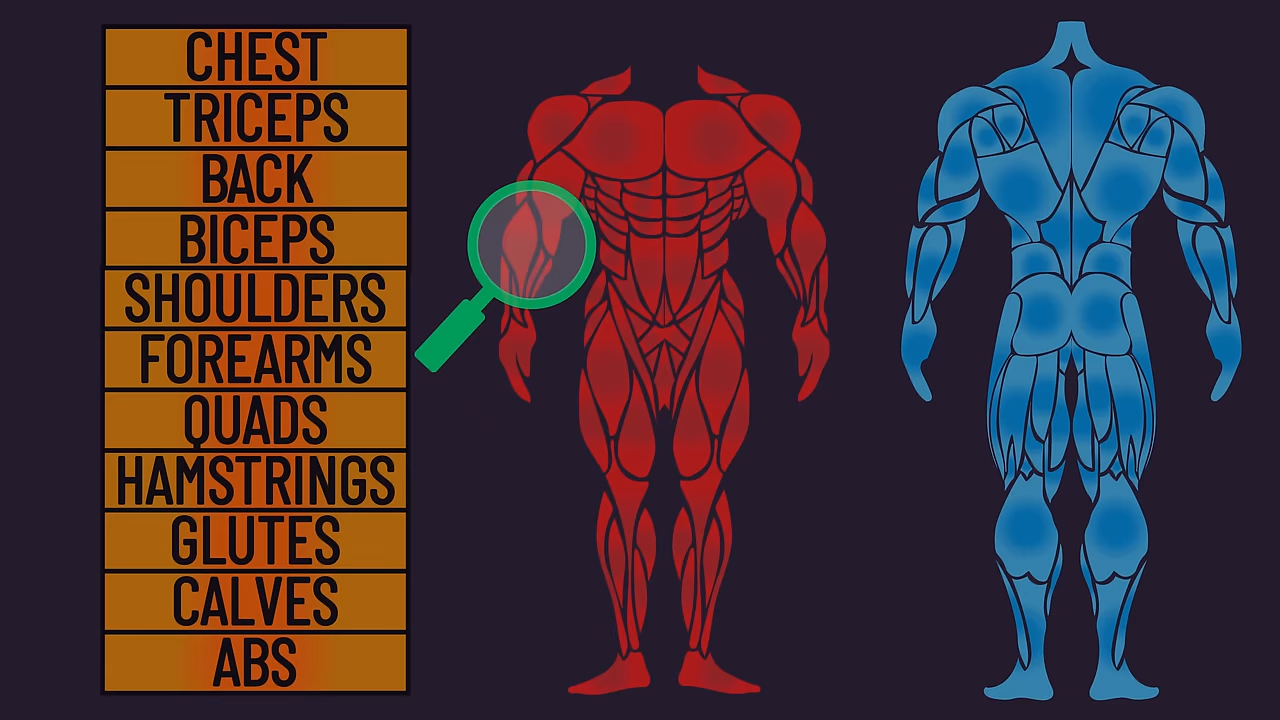 CHEST
TRICEPS
BACK
BICEPS
SHOULDERS
FOREARMS
QUADS
HAMSTRINGS
GLUTES
CALVES
ABS